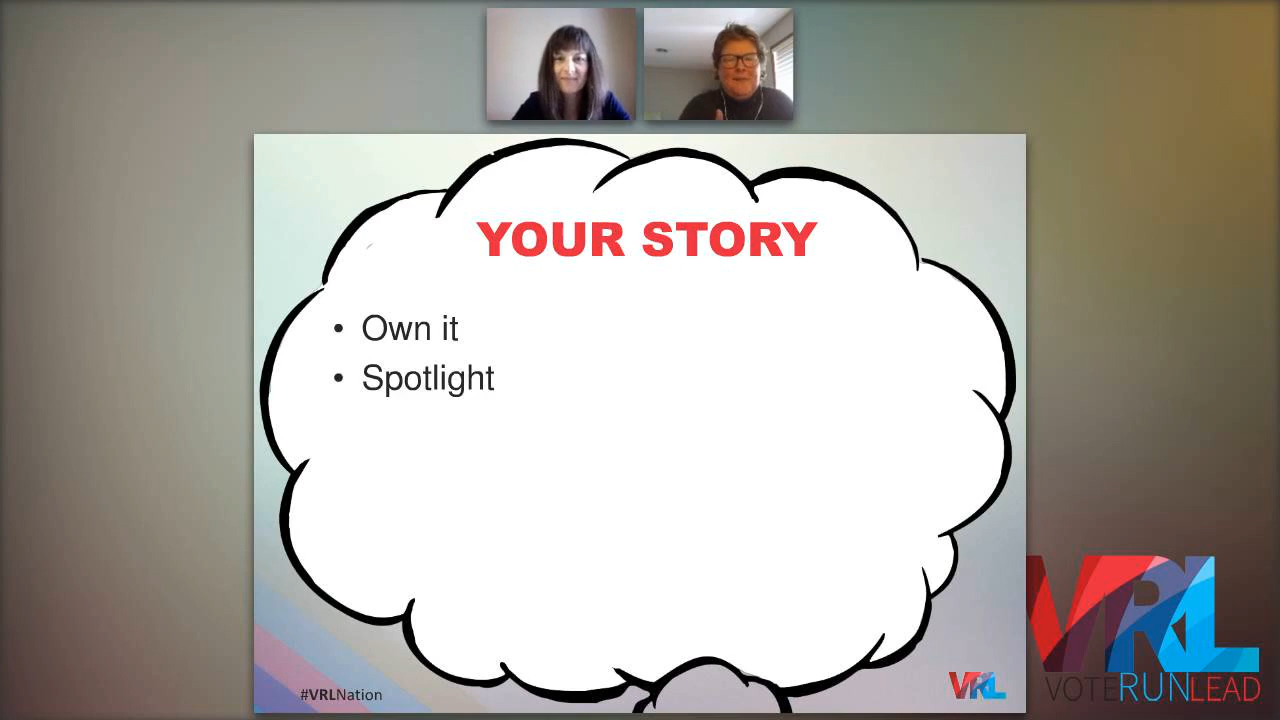 YOUR STORY
• Own it
• Spotlight
#VRLNation
VRL
VRL
VOTERUNLEAD